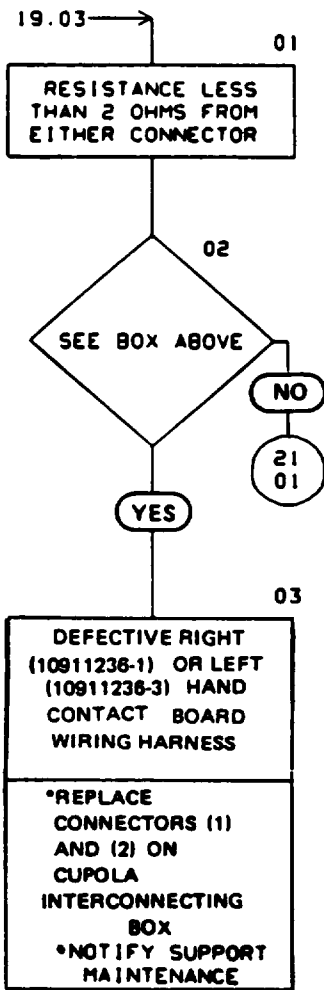 19.03
01
RESISTANCE LESS
THAN 2 OHMS FROM
EITHER CONNECTOR
02
SEE BOX ABOVE
NO
21
01
YES
03
DEFECTIVE RIGHT
(10911236-1) OR LEFT
(10911236-3) HAND
CONTACT BOARD
WIRING HARNESS
*REPLACE
CONNECTORS (1)
AND (2) ON
CUPOLA
INTERCONNECTING
BOX
*NOTIFY SUPPORT
MAINTENANCE